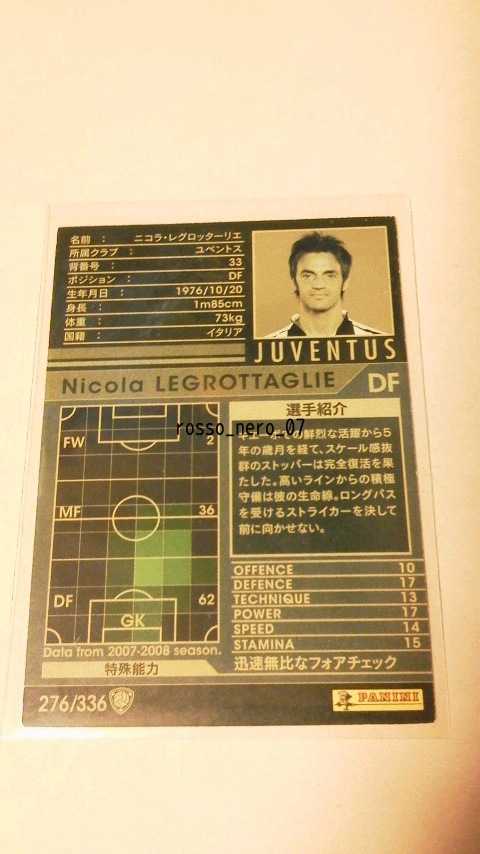 名前 : ニコラ・レグロッターリエ
所属クラブ : ユベントス
背番号 : 33
ポジション : DF
生年月日 : 1976/10/20
身長 : 1m85cm
体重 : 73kg
国籍 : イタリア
JUVENTUS
Nicola LEGROTTAGLIE DF
rosso_nero_07
FW 2
MF 36
DF 62
GK
Data from 2007-2008 season.
特殊能力
選手紹介
キエーボでの鮮烈な活躍から5
年の歳月を経て、スケール感抜
群のストッパーは完全復活を果
たした。高いラインからの積極
守備は彼の生命線。ロングパス
を受けるストライカーを決して
前に向かせない。
OFFENCE 10
DEFENCE 17
TECHNIQUE 13
POWER 17
SPEED 14
STAMINA 15
迅速無比なフォアチェック
276/336
PANINI